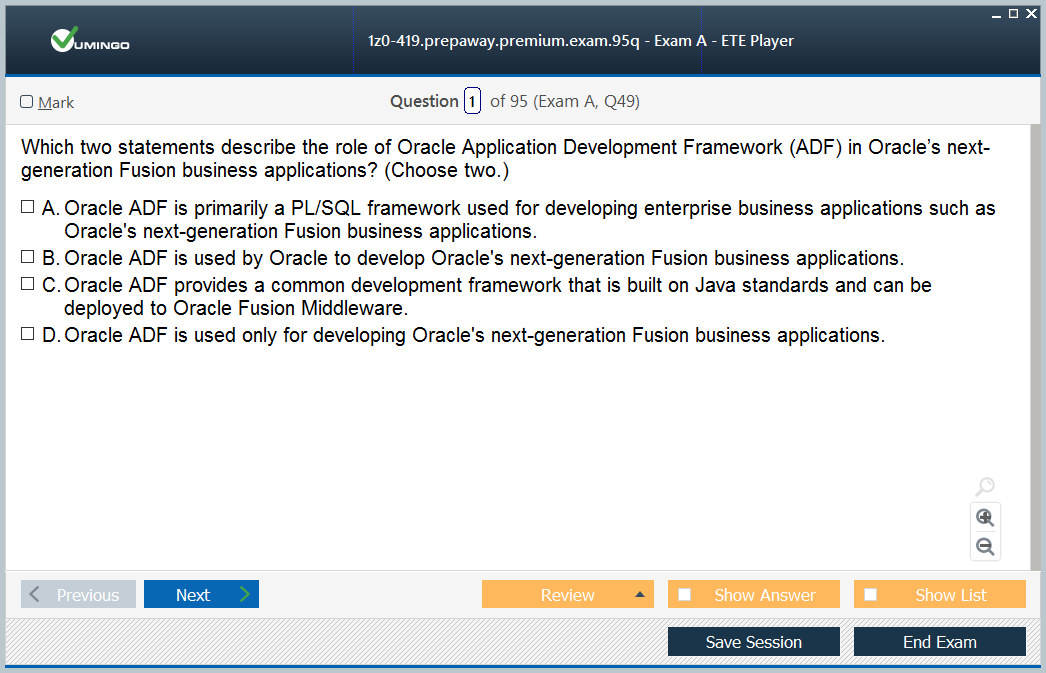 VUMINGO
1z0-419.prepaway.premium.exam.95q - Exam A - ETE Player
Mark
Question 1 of 95 (Exam A, Q49)
Which two statements describe the role of Oracle Application Development Framework (ADF) in Oracle’s next-
generation Fusion business applications? (Choose two.)
A. Oracle ADF is primarily a PL/SQL framework used for developing enterprise business applications such as
Oracle's next-generation Fusion business applications.
B. Oracle ADF is used by Oracle to develop Oracle's next-generation Fusion business applications.
C. Oracle ADF provides a common development framework that is built on Java standards and can be
deployed to Oracle Fusion Middleware.
D. Oracle ADF is used only for developing Oracle's next-generation Fusion business applications.
Previous
Next
Review
Show Answer
Show List
Save Session
End Exam